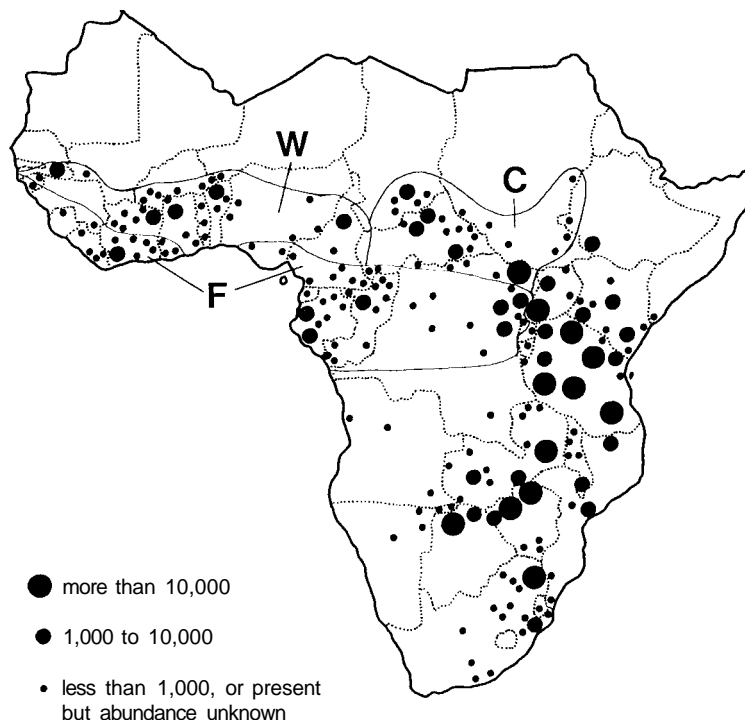 W
C
F
more than 10,000
1,000 to 10,000
less than 1,000, or present
but abundance unknown